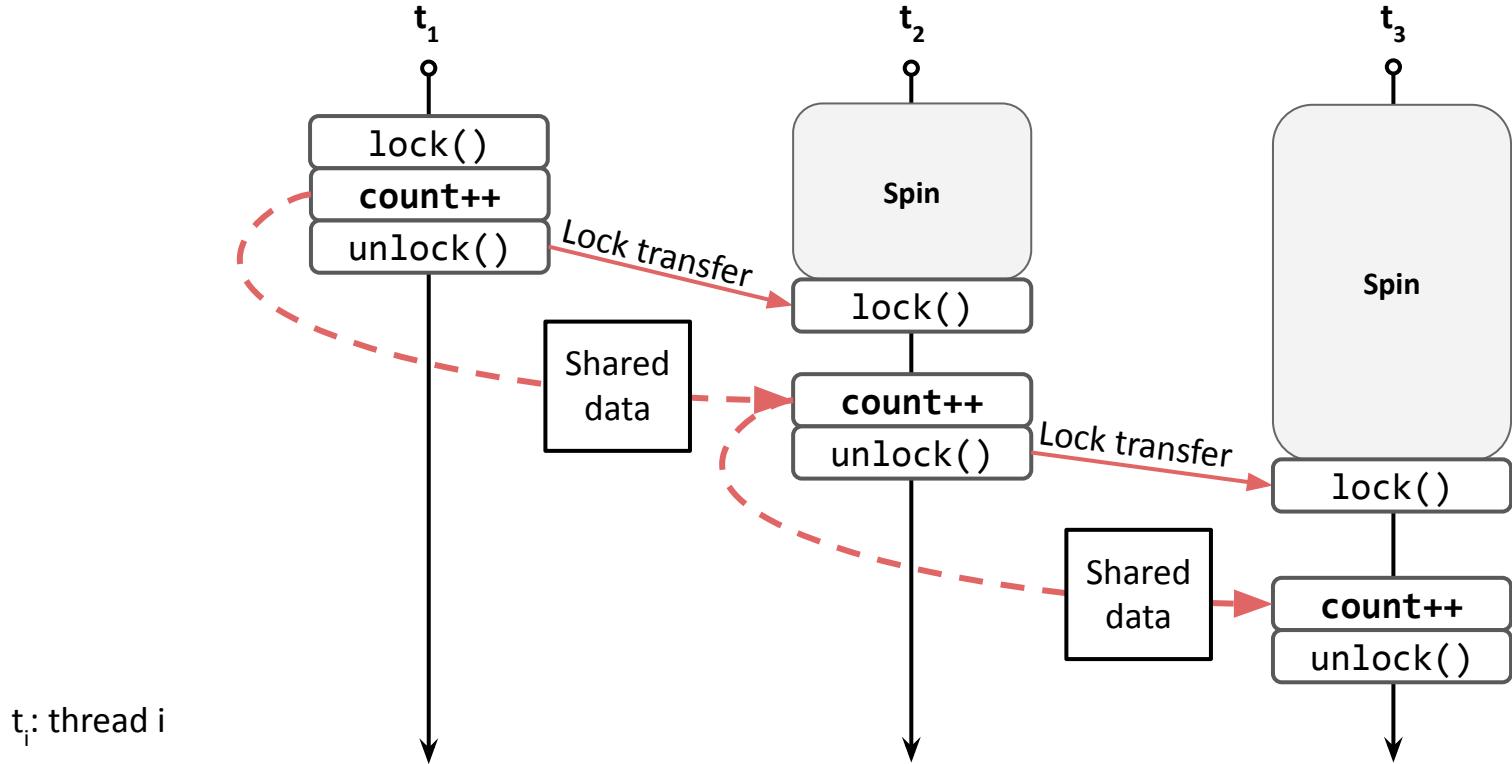 t1
t2
t3
lock()
count++
unlock()
Lock transfer
Spin
lock()
Shared
data
count++
unlock()
Lock transfer
Spin
lock()
Shared
data
count++
unlock()
ti: thread i